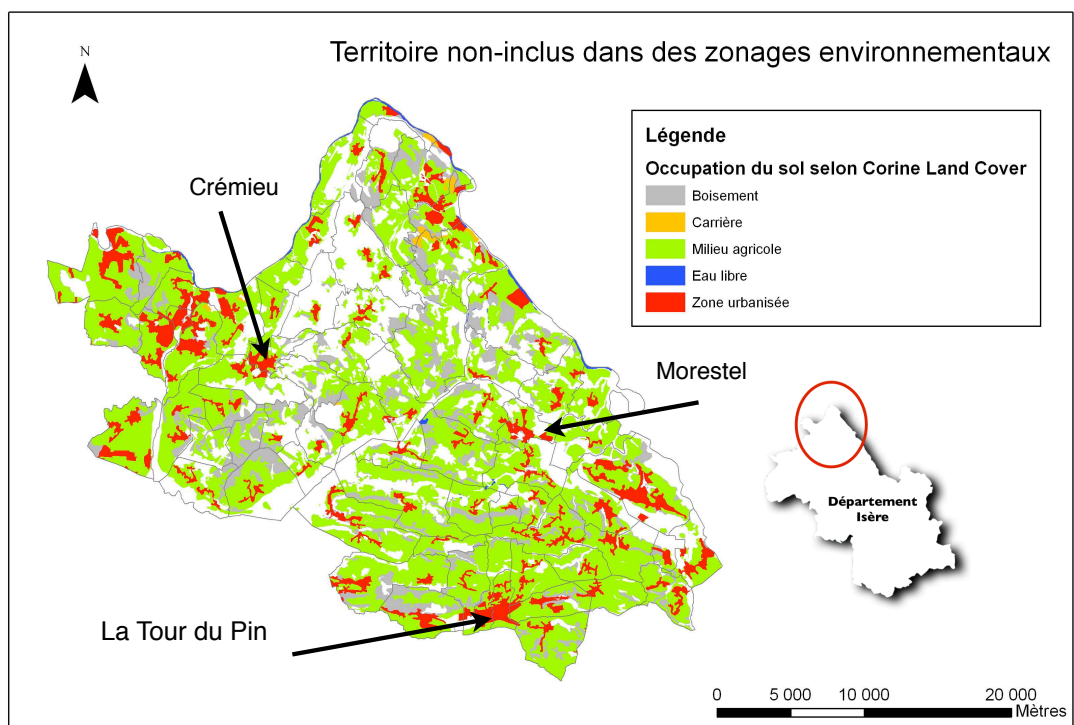 Territoire non-inclus dans des zonages environnementaux
N
Légende
Occupation du sol selon Corine Land Cover
Boisement
Carrière
Milieu agricole
Eau libre
Zone urbanisée
Crémieu
Morestel
Département
Isère
La Tour du Pin
0 5 000 10 000 20 000
Mètres